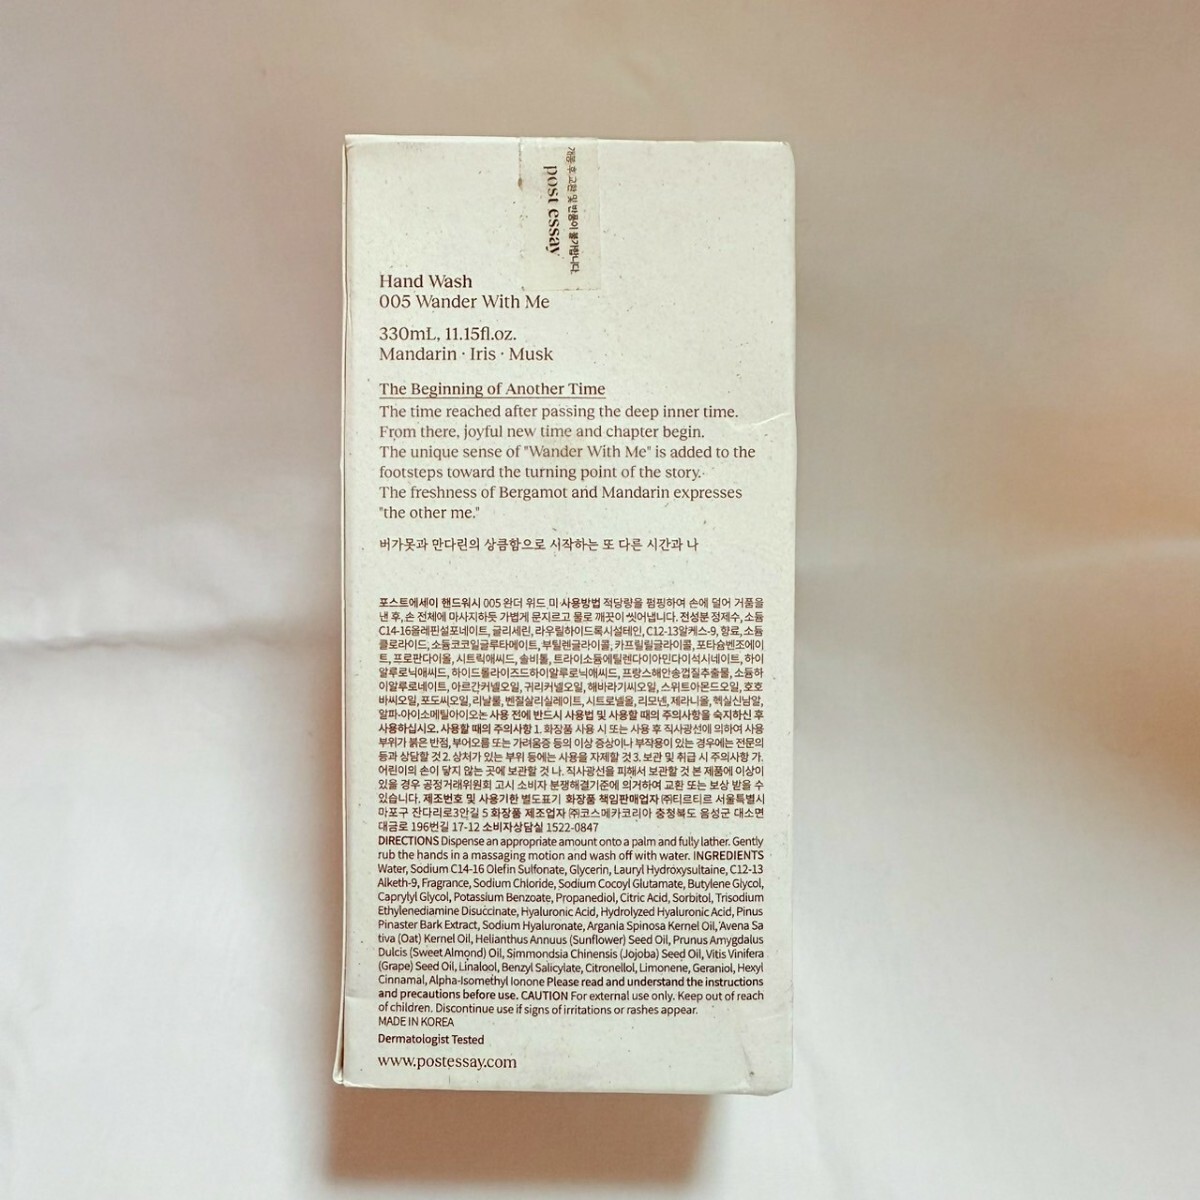 개봉 후 교환 및 반품이 불가합니다.
post essay
Hand Wash
005 Wander With Me
330mL, 11.15fl.oz.
Mandarin · Iris · Musk
The Beginning of Another Time
The time reached after passing the deep inner time.
From there, joyful new time and chapter begin.
The unique sense of "Wander With Me" is added to the
footsteps toward the turning point of the story.
The freshness of Bergamot and Mandarin expresses
"the other me."
버가못과 만다린의 상큼함으로 시작하는 또 다른 시간과 나
포스트에세이 핸드워시 005 완더 위드 미 사용방법 적당량을 펌핑하여 손에 덜어 거품을
낸 후, 손 전체에 마사지하듯 가볍게 문지르고 물로 깨끗이 씻어냅니다. 전성분 정제수, 소듐
C14-16올레핀설포네이트, 글리세린, 라우릴하이드록시설테인, C12-13알케스-9, 향료, 소듐
클로라이드, 소듐코코일글루타메이트, 부틸렌글라이콜, 카프릴릴글라이콜, 포타슘벤조에이
트, 프로판다이올, 시트릭애씨드, 솔비톨, 트라이소듐에틸렌다이아민다이석시네이트, 하이
알루로닉애씨드, 하이드롤라이즈드하이알루로닉애씨드, 프랑스해안송껍질추출물, 소듐하
이알루로네이트, 아르간커넬오일, 귀리커넬오일, 해바라기씨오일, 스위트아몬드오일, 호호
바씨오일, 포도씨오일, 리날룰, 벤질살리실레이트, 시트로넬올, 리모넨, 제라니올, 헥실신남알,
알파-아이소메틸아이오논 사용 전에 반드시 사용법 및 사용할 때의 주의사항을 숙지하신 후
사용하십시오. 사용할 때의 주의사항 1. 화장품 사용 시 또는 사용 후 직사광선에 의하여 사용
부위가 붉은 반점, 부어오름 또는 가려움증 등의 이상 증상이나 부작용이 있는 경우에는 전문의
등과 상담할 것 2. 상처가 있는 부위 등에는 사용을 자제할 것 3. 보관 및 취급 시 주의사항 가.
어린이의 손이 닿지 않는 곳에 보관할 것 나. 직사광선을 피해서 보관할 것 본 제품에 이상이
있을 경우 공정거래위원회 고시 소비자 분쟁해결기준에 의거하여 교환 또는 보상 받을 수
있습니다. 제조번호 및 사용기한 별도표기 화장품 책임판매업자 ㈜티르티르 서울특별시
마포구 잔다리로3안길 5 화장품 제조업자 ㈜코스메카코리아 충청북도 음성군 대소면
대금로 196번길 17-12 소비자상담실 1522-0847
DIRECTIONS Dispense an appropriate amount onto a palm and fully lather. Gently
rub the hands in a massaging motion and wash off with water. INGREDIENTS
Water, Sodium C14-16 Olefin Sulfonate, Glycerin, Lauryl Hydroxysultaine, C12-13
Alketh-9, Fragrance, Sodium Chloride, Sodium Cocoyl Glutamate, Butylene Glycol,
Caprylyl Glycol, Potassium Benzoate, Propanediol, Citric Acid, Sorbitol, Trisodium
Ethylenediamine Disuccinate, Hyaluronic Acid, Hydrolyzed Hyaluronic Acid, Pinus
Pinaster Bark Extract, Sodium Hyaluronate, Argania Spinosa Kernel Oil, Avena Sa
tiva (Oat) Kernel Oil, Helianthus Annuus (Sunflower) Seed Oil, Prunus Amygdalus
Dulcis (Sweet Almond) Oil, Simmondsia Chinensis (Jojoba) Seed Oil, Vitis Vinifera
(Grape) Seed Oil, Linalool, Benzyl Salicylate, Citronellol, Limonene, Geraniol, Hexyl
Cinnamal, Alpha-Isomethyl Ionone Please read and understand the instructions
and precautions before use. CAUTION For external use only. Keep out of reach
of children. Discontinue use if signs of irritations or rashes appear.
MADE IN KOREA
Dermatologist Tested
www.postessay.com